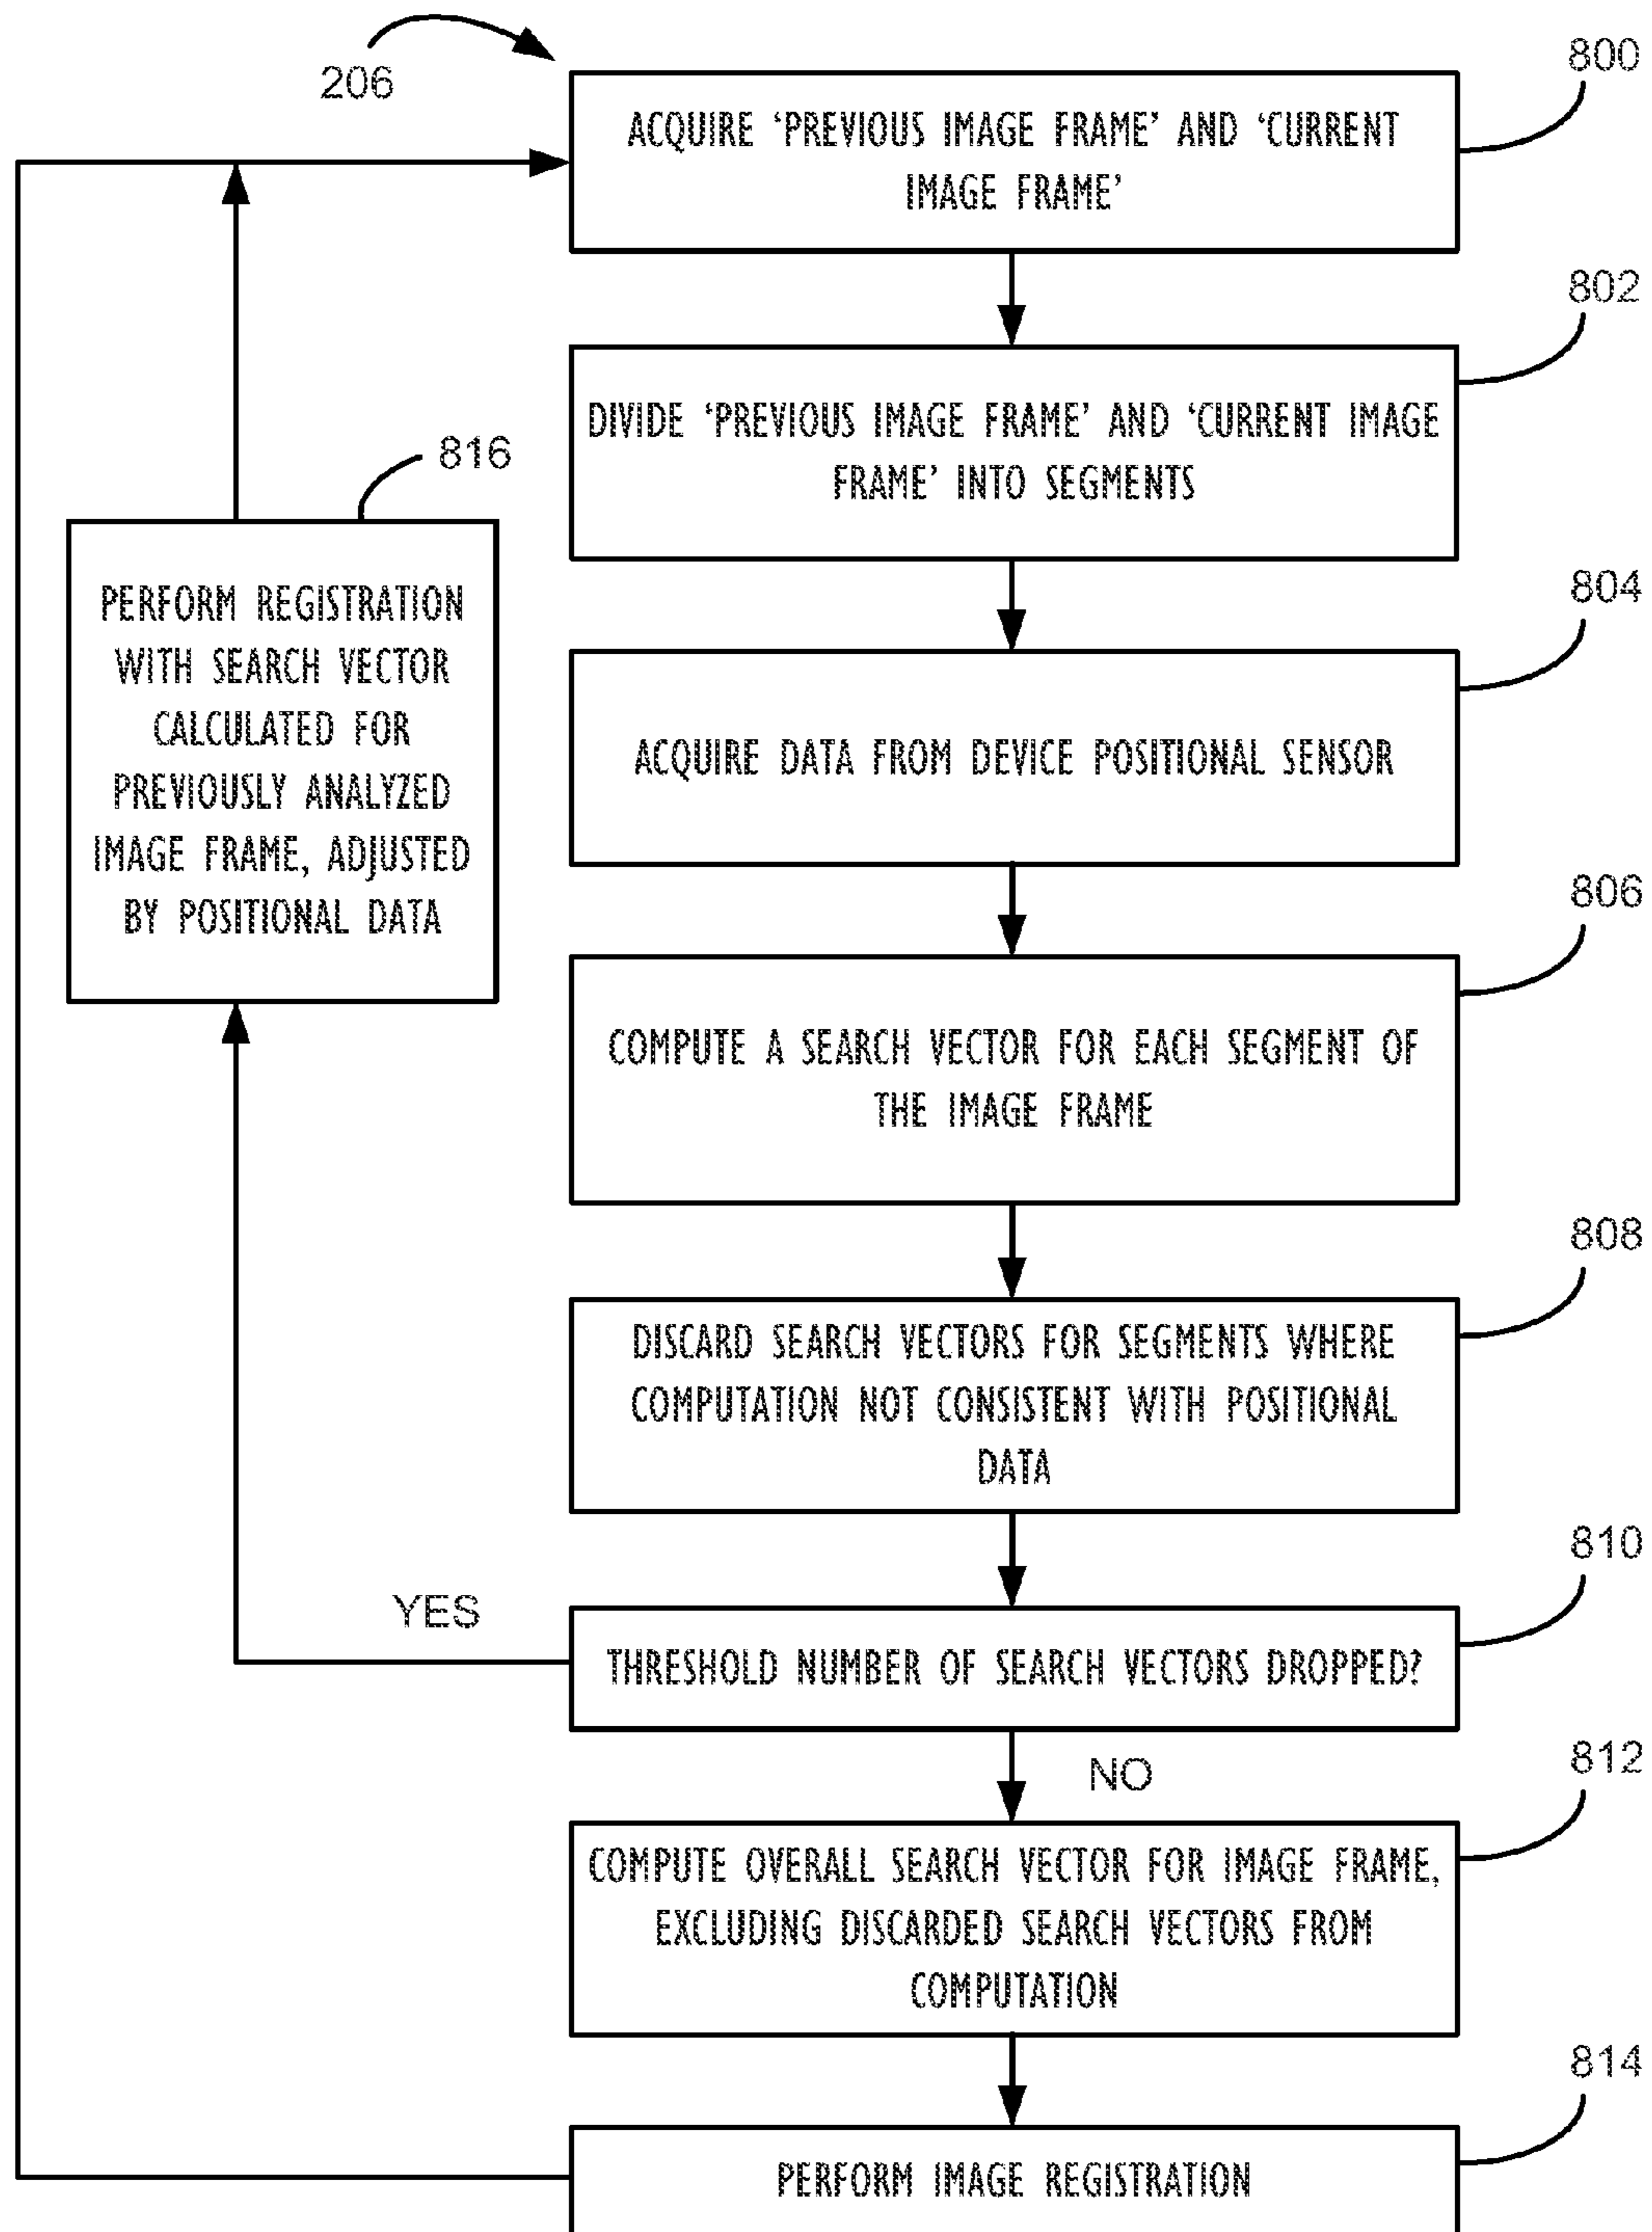 206
800
ACQUIRE ‘PREVIOUS IMAGE FRAME’ AND ‘CURRENT
IMAGE FRAME’
802
DIVIDE ‘PREVIOUS IMAGE FRAME’ AND ‘CURRENT IMAGE
FRAME’ INTO SEGMENTS
816
PERFORM REGISTRATION
WITH SEARCH VECTOR
CALCULATED FOR
PREVIOUSLY ANALYZED
IMAGE FRAME, ADJUSTED
BY POSITIONAL DATA
804
ACQUIRE DATA FROM DEVICE POSITIONAL SENSOR
806
COMPUTE A SEARCH VECTOR FOR EACH SEGMENT OF
THE IMAGE FRAME
808
DISCARD SEARCH VECTORS FOR SEGMENTS WHERE
COMPUTATION NOT CONSISTENT WITH POSITIONAL
DATA
810
YES
THRESHOLD NUMBER OF SEARCH VECTORS DROPPED?
NO
812
COMPUTE OVERALL SEARCH VECTOR FOR IMAGE FRAME,
EXCLUDING DISCARDED SEARCH VECTORS FROM
COMPUTATION
814
PERFORM IMAGE REGISTRATION